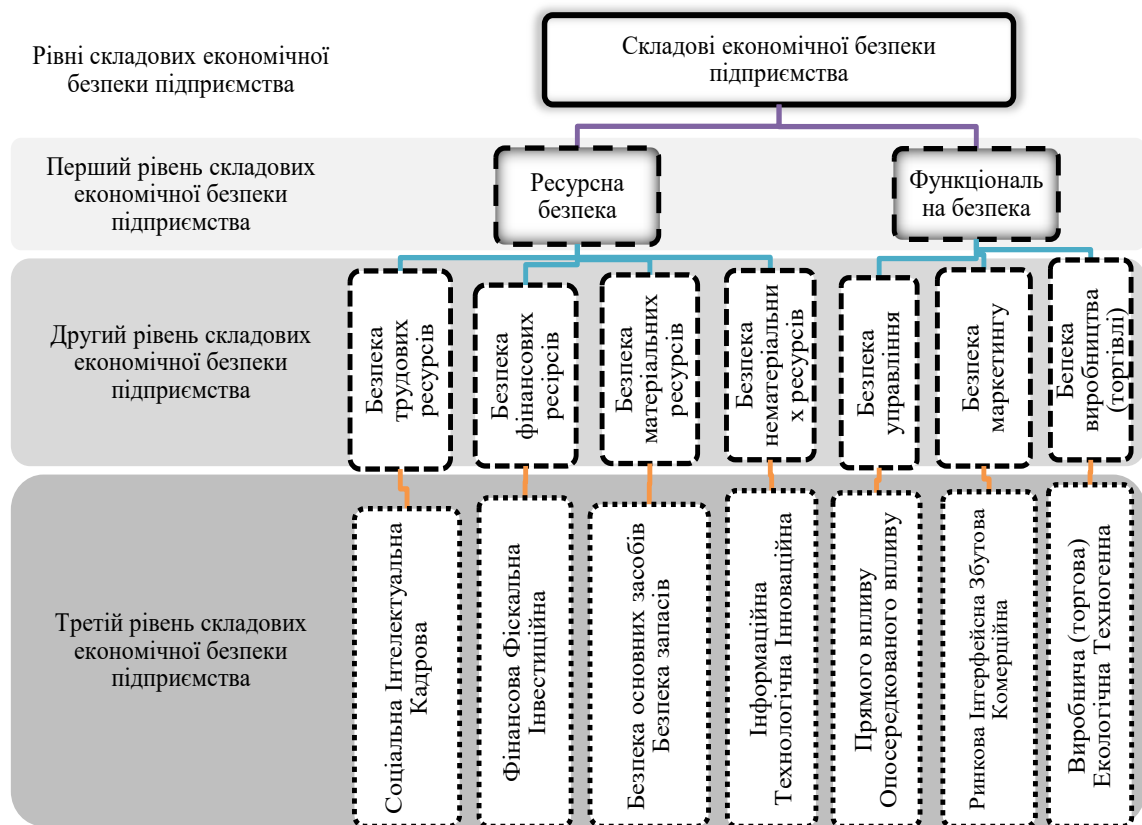 Рівні складових економічної
безпеки підприємства
Складові економічної безпеки
підприємства
Перший рівень складових
економічної безпеки
підприємства
Ресурсна
безпека
Функціональ
на безпека
Другий рівень складових
економічної безпеки
підприємства
Безпека
трудових
ресурсів
Безпека
фінансових
ресірсів
Безпека
матеріальних
ресурсів
Безпека
нематеріальни
х ресурсів
Безпека
управління
Безпека
маркетингу
Бепека
виробництва
(торгівлі)
Третій рівень складових
економічної безпеки
підприємства
Соціальна Інтелектуальна
Кадрова
Фінансова Фіскальна
Інвестиційна
Безпека основних засобів
Безпека запасів
Інформаційна
Технологічна Інноваційна
Прямого впливу
Опосередкованого впливу
Ринкова Інтерфейсна Збутова
Комерційна
Виробнича (торгова)
Екологічна Техногенна